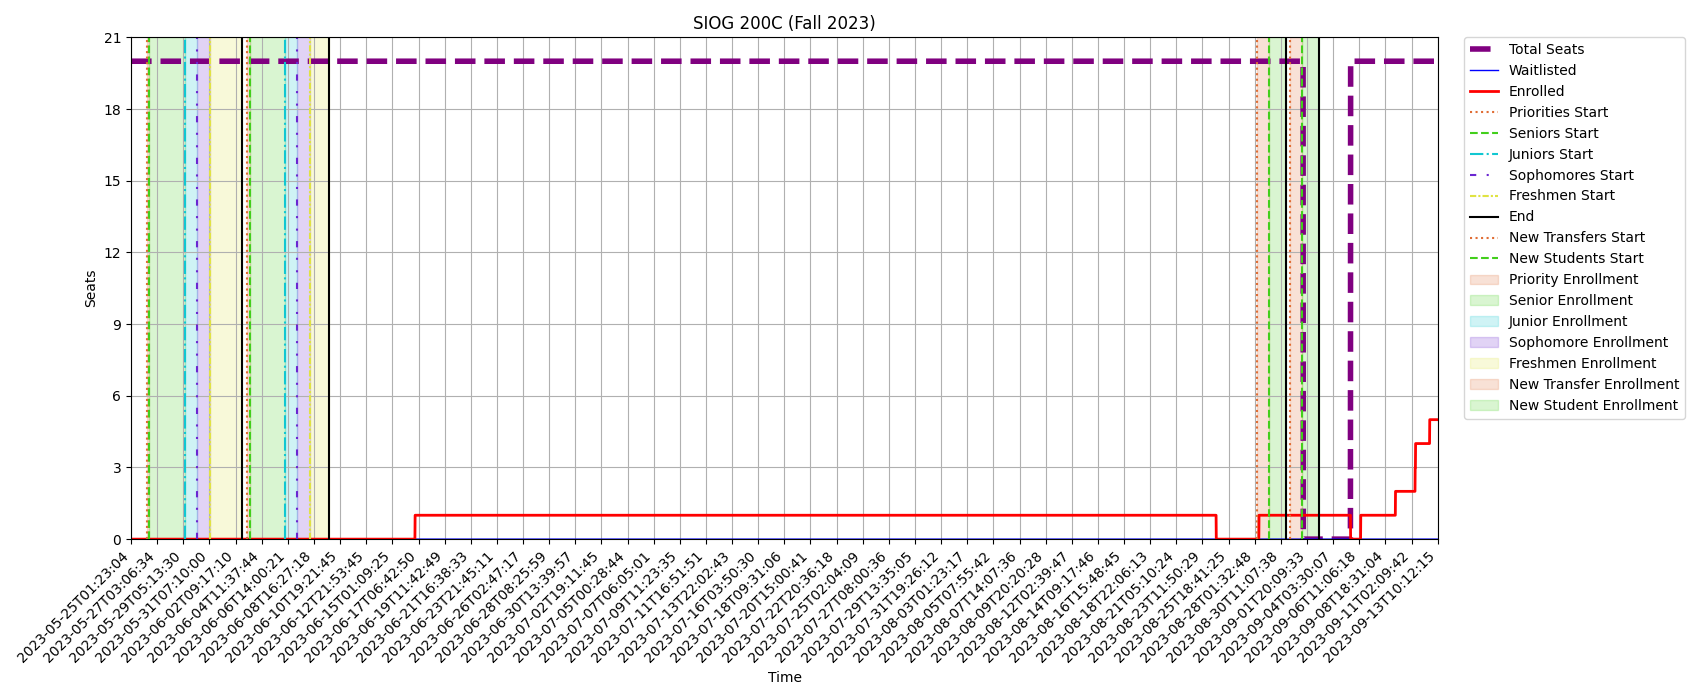 SIOG 200C (Fall 2023)
21
18
15
12
9
6
3
0
Seats
2023-05-25T01:23:04
2023-05-27T03:06:34
2023-05-29T05:13:30
2023-05-31T07:10:00
2023-06-02T09:17:10
2023-06-04T11:37:44
2023-06-06T14:00:21
2023-06-08T16:27:18
2023-06-10T19:21:45
2023-06-12T21:53:45
2023-06-15T01:09:25
2023-06-17T06:42:50
2023-06-19T11:42:49
2023-06-21T16:38:33
2023-06-23T21:45:11
2023-06-26T02:47:17
2023-06-28T08:25:59
2023-06-30T13:39:57
2023-07-02T19:11:45
2023-07-05T00:28:44
2023-07-07T06:05:01
2023-07-09T11:23:35
2023-07-11T16:51:51
2023-07-13T22:02:43
2023-07-16T03:50:30
2023-07-18T09:31:06
2023-07-20T15:00:41
2023-07-22T20:36:18
2023-07-25T02:04:09
2023-07-27T08:00:36
2023-07-29T13:35:05
2023-07-31T19:26:12
2023-08-03T01:23:17
2023-08-05T07:55:42
2023-08-07T14:07:36
2023-08-09T20:20:28
2023-08-12T02:39:47
2023-08-14T09:17:46
2023-08-16T15:48:45
2023-08-18T22:06:13
2023-08-21T05:10:24
2023-08-23T11:50:29
2023-08-25T18:41:25
2023-08-28T01:32:48
2023-08-30T11:07:38
2023-09-01T20:09:33
2023-09-04T03:30:07
2023-09-06T11:06:18
2023-09-08T18:31:04
2023-09-11T02:09:42
2023-09-13T10:12:15
Time
Total Seats
Waitlisted
Enrolled
Priorities Start
Seniors Start
Juniors Start
Sophomores Start
Freshmen Start
End
New Transfers Start
New Students Start
Priority Enrollment
Senior Enrollment
Junior Enrollment
Sophomore Enrollment
Freshmen Enrollment
New Transfer Enrollment
New Student Enrollment